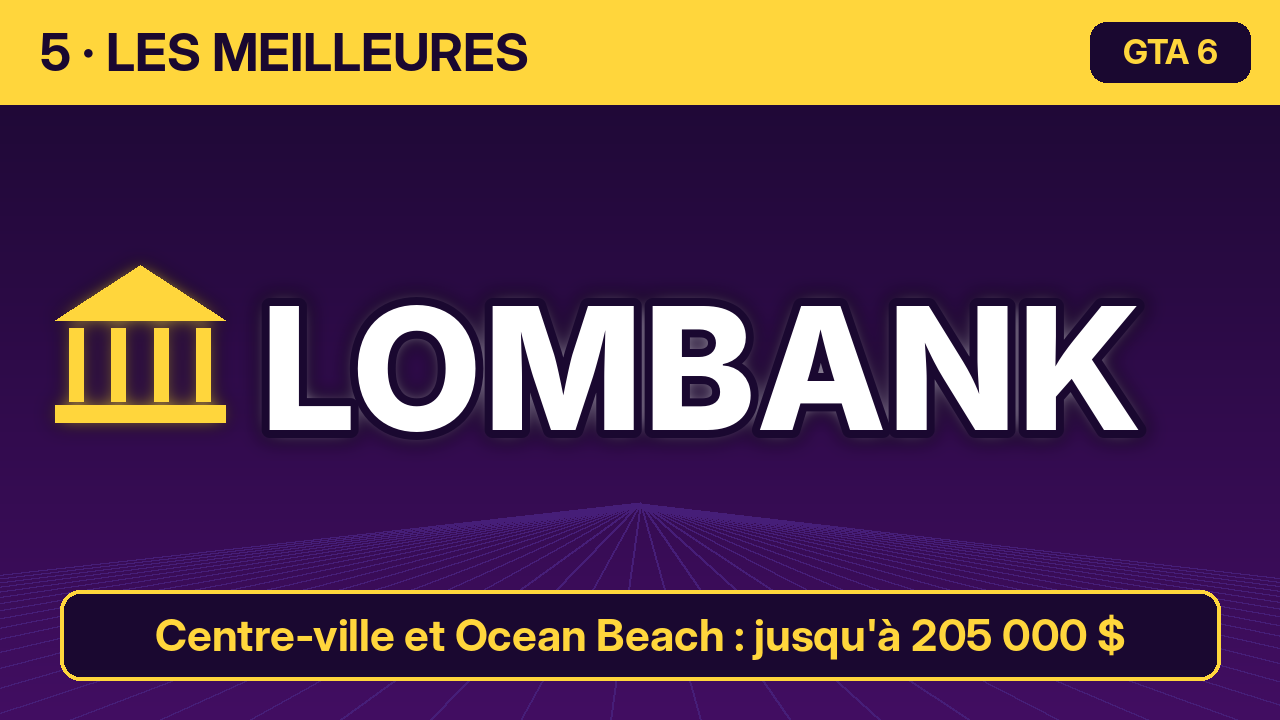 5 · LES MEILLEURES
GTA 6
LOMBANK
Centre-ville et Ocean Beach : jusqu'à 205 000 $